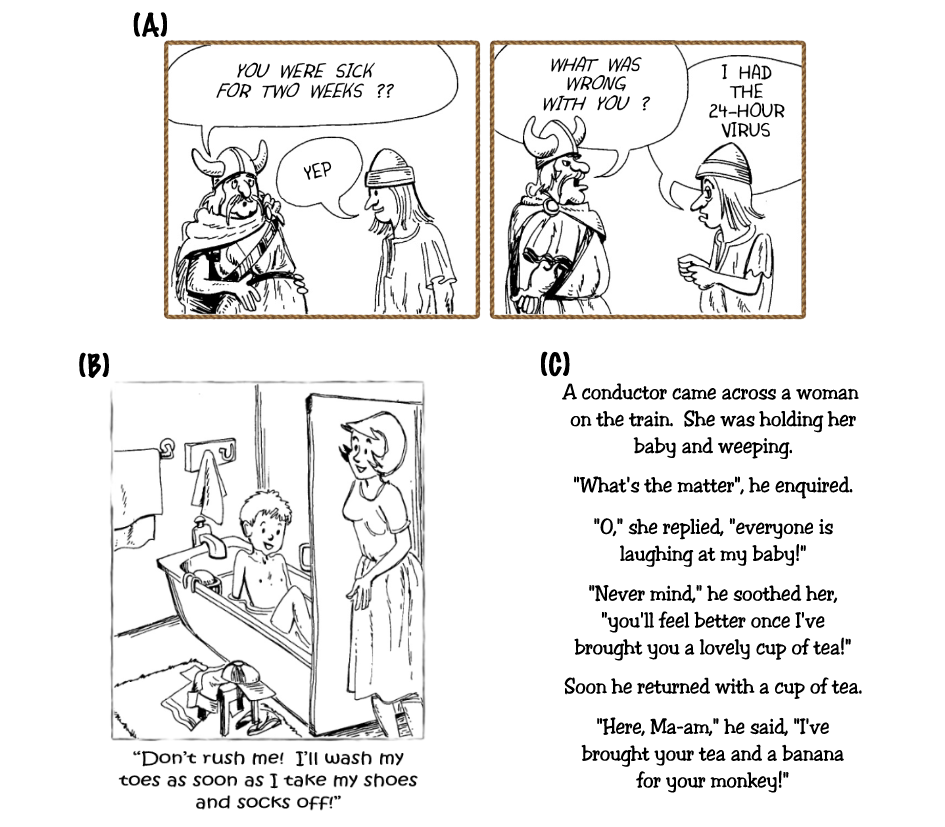 (A)
YOU WERE SICK
FOR TWO WEEKS ??
YEP
WHAT WAS
WRONG
WITH YOU ?
I HAD
THE
24-HOUR
VIRUS
(B)
"Don't rush me! I'll wash my
toes as soon as I take my shoes
and socks off!"
(C)
A conductor came across a woman
on the train. She was holding her
baby and weeping.
"What's the matter", he enquired.
"O," she replied, "everyone is
laughing at my baby!"
"Never mind," he soothed her,
"you'll feel better once I've
brought you a lovely cup of tea!"
Soon he returned with a cup of tea.
"Here, Ma-am," he said, "I've
brought your tea and a banana
for your monkey!"